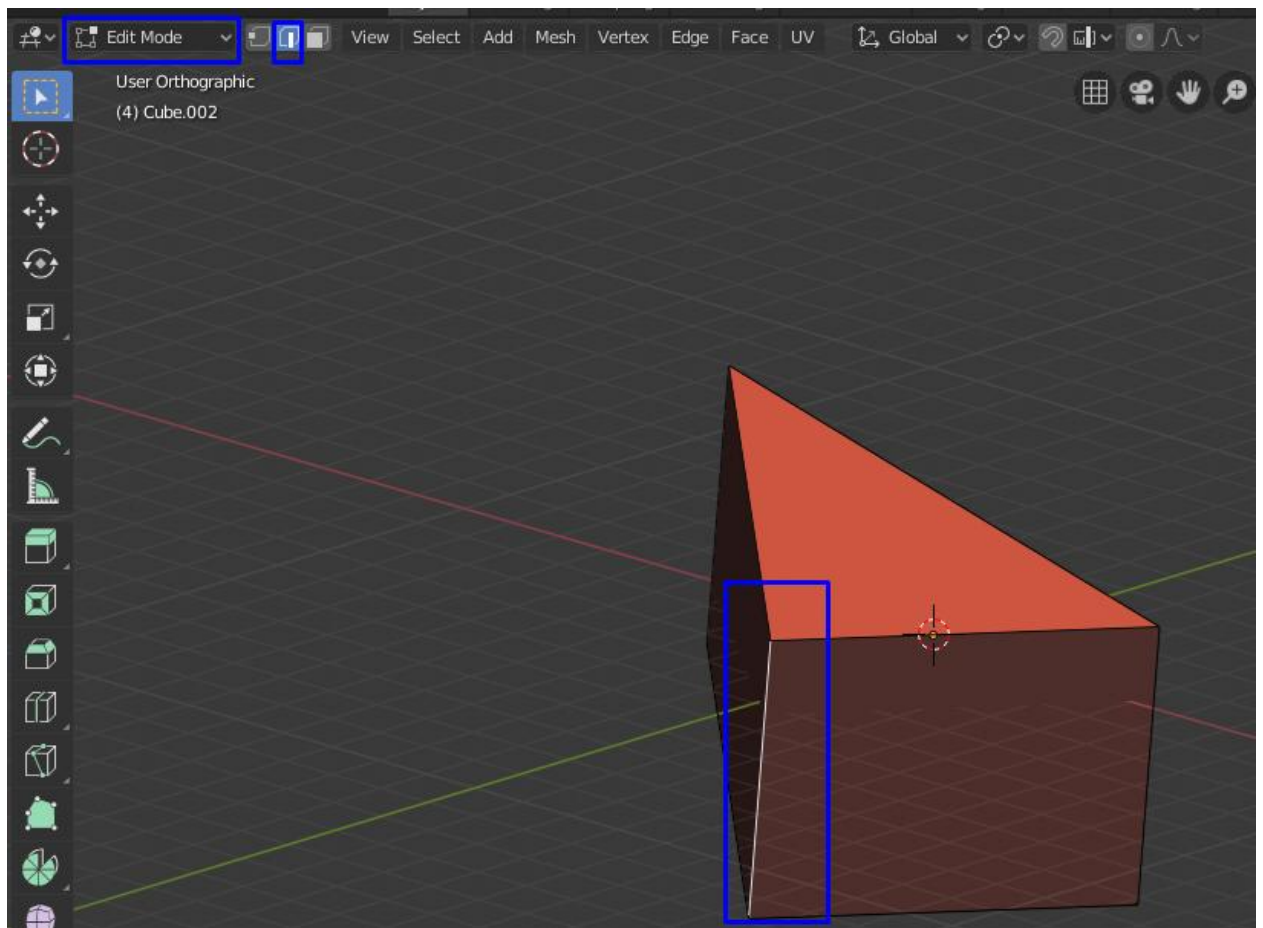 Edit Mode View Select Add Mesh Vertex Edge Face UV Global
User Orthographic
(4) Cube.002